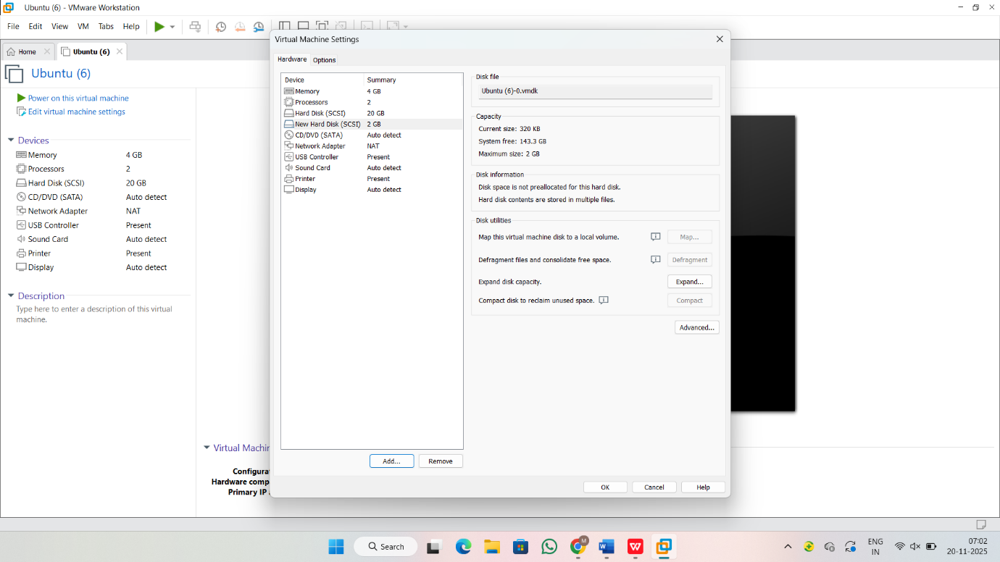 Ubuntu (6) - VMware Workstation
File Edit View VM Tabs Help
Home
Ubuntu (6)
Ubuntu (6)
Power on this virtual machine
Edit virtual machine settings
Devices
Memory 4 GB
Processors 2
Hard Disk (SCSI) 20 GB
CD/DVD (SATA) Auto detect
Network Adapter NAT
USB Controller Present
Sound Card Auto detect
Printer Present
Display Auto detect
Description
Type here to enter a description of this virtual
machine.
Virtual Machin
Configurat
Hardware comp
Primary IP a
Virtual Machine Settings
Hardware Options
Device Summary
Memory 4 GB
Processors 2
Hard Disk (SCSI) 20 GB
New Hard Disk (SCSI) 2 GB
CD/DVD (SATA) Auto detect
Network Adapter NAT
USB Controller Present
Sound Card Auto detect
Printer Present
Display Auto detect
Add... Remove
Disk file
Ubuntu (6)-0.vmdk
Capacity
Current size: 320 KB
System free: 143.3 GB
Maximum size: 2 GB
Disk information
Disk space is not preallocated for this hard disk.
Hard disk contents are stored in multiple files.
Disk utilities
Map this virtual machine disk to a local volume. Map...
Defragment files and consolidate free space. Defragment
Expand disk capacity. Expand...
Compact disk to reclaim unused space. Compact
Advanced...
OK Cancel Help
Search
M
W
ENG
IN
07:02
20-11-2025